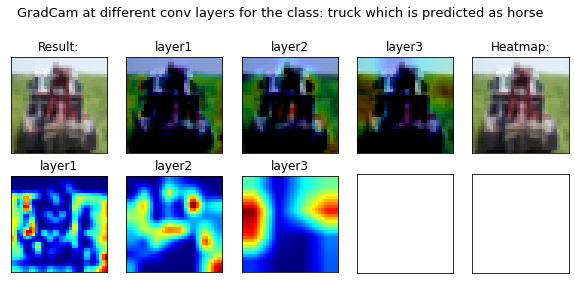 GradCam at different conv layers for the class: truck which is predicted as horse
Result:
layer1
layer2
layer3
Heatmap:
layer1
layer2
layer3